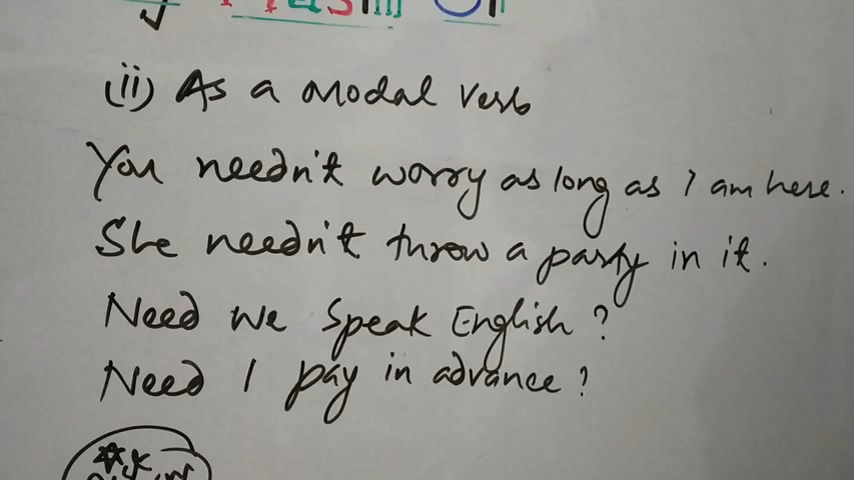 (ii) As a modal verb
You needn't worry as long as I am here.
She needn't throw a party in it.
Need we speak English?
Need I pay in advance?